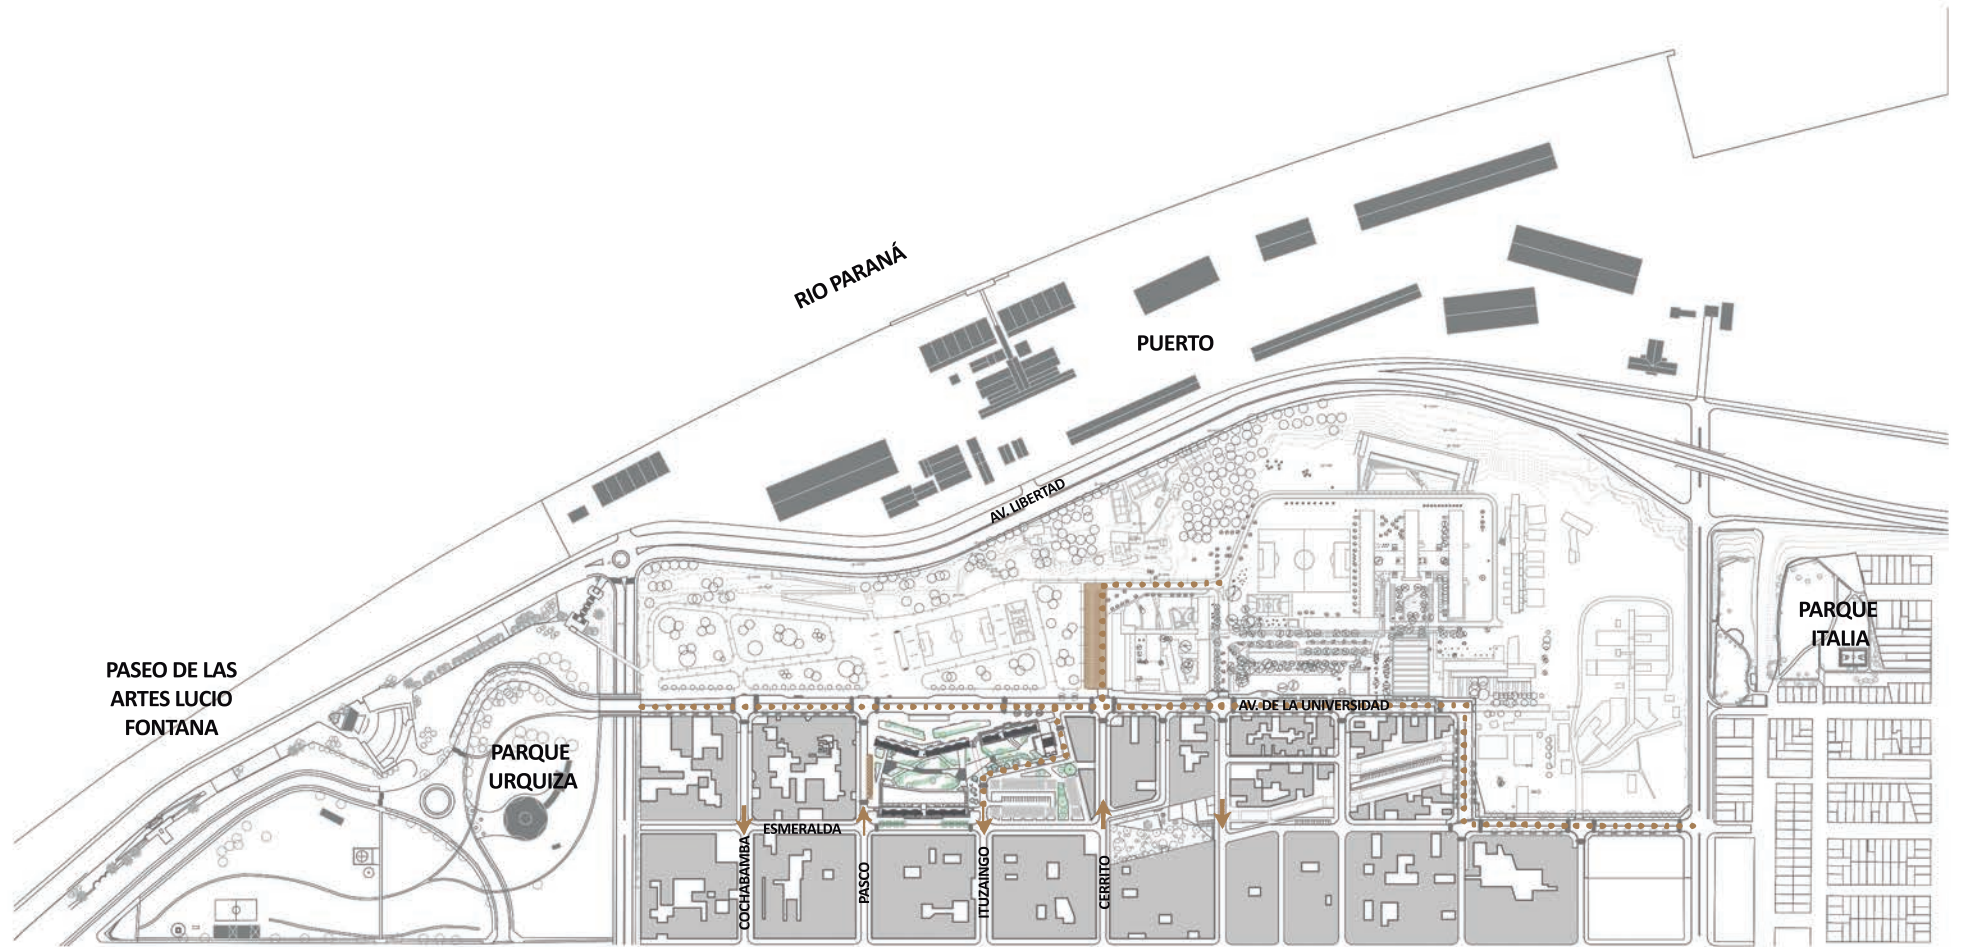 RIO PARANÁ
PUERTO
AV. LIBERTAD
PARQUE
ITALIA
PASEO DE LAS
ARTES LUCIO
FONTANA
PARQUE
URQUIZA
AV. DE LA UNIVERSIDAD
ESMERALDA
COCHABAMBA
PASCO
ITUZAINGO
CERRITO